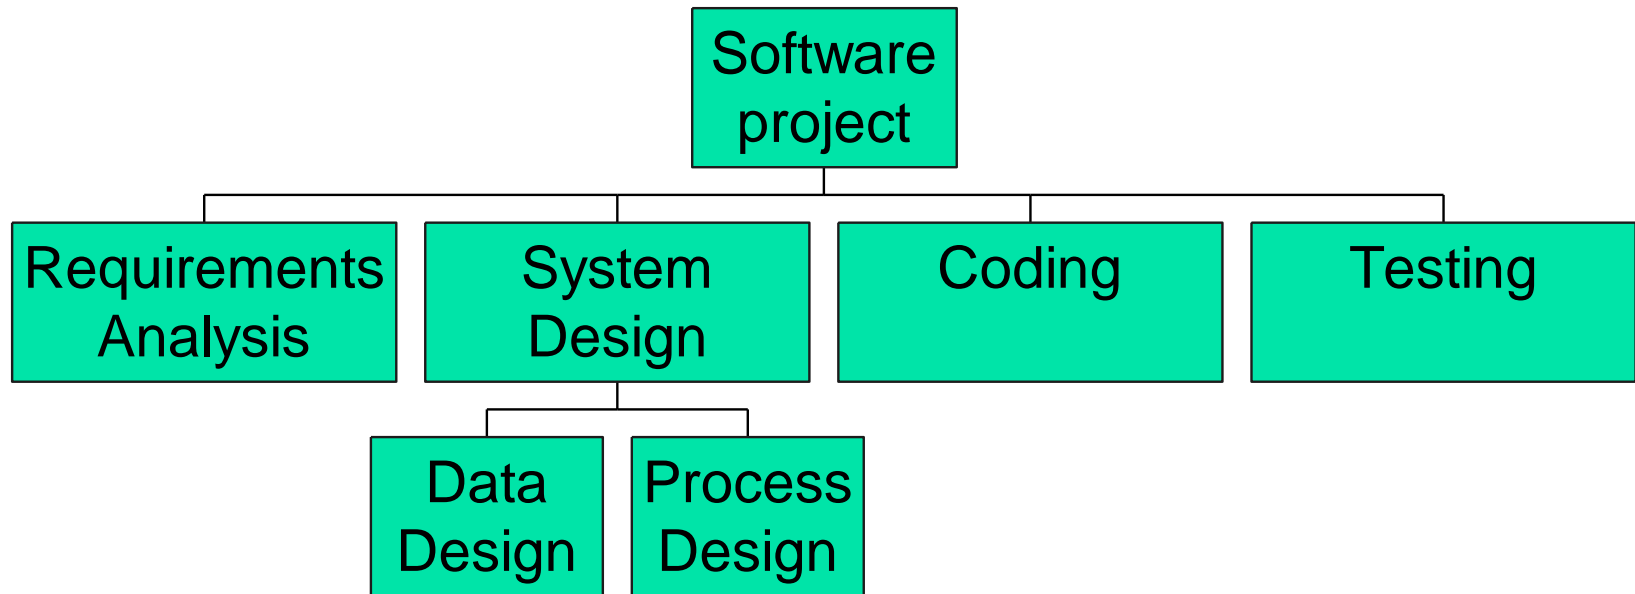 Software
project
Requirements
Analysis
System
Design
Coding
Testing
Data
Design
Process
Design